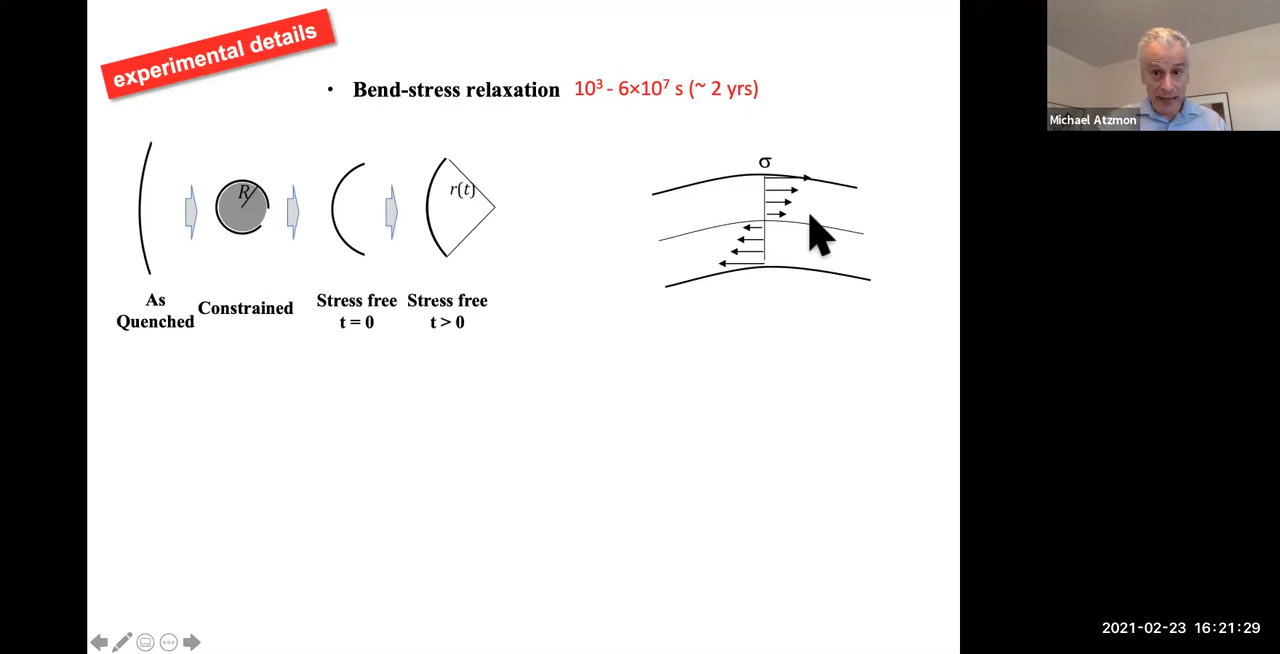 experimental details
• Bend-stress relaxation 10³ - 6×10⁷ s (~ 2 yrs)
Michael Atzmon
σ
R
r(t)
As
Quenched
Constrained
Stress free
t = 0
Stress free
t > 0
2021-02-23 16:21:29